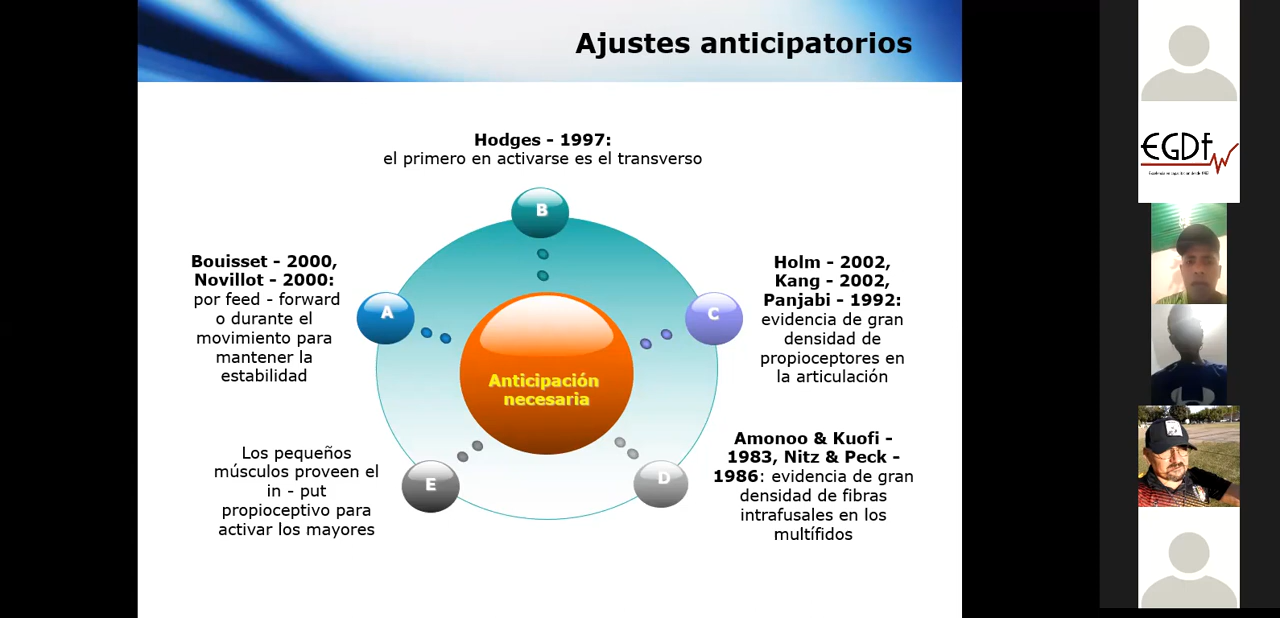 Ajustes anticipatorios
Hodges - 1997:
el primero en activarse es el transverso
B
Bouisset - 2000,
Novillot - 2000:
por feed - forward
o durante el
movimiento para
mantener la
estabilidad
A
Anticipación
necesaria
C
Holm - 2002,
Kang - 2002,
Panjabi - 1992:
evidencia de gran
densidad de
propioceptores en
la articulación
Los pequeños
músculos proveen el
in - put
propioceptivo para
activar los mayores
E
D
Amonoo & Kuofi -
1983, Nitz & Peck -
1986: evidencia de gran
densidad de fibras
intrafusales en los
multífidos
EGDf